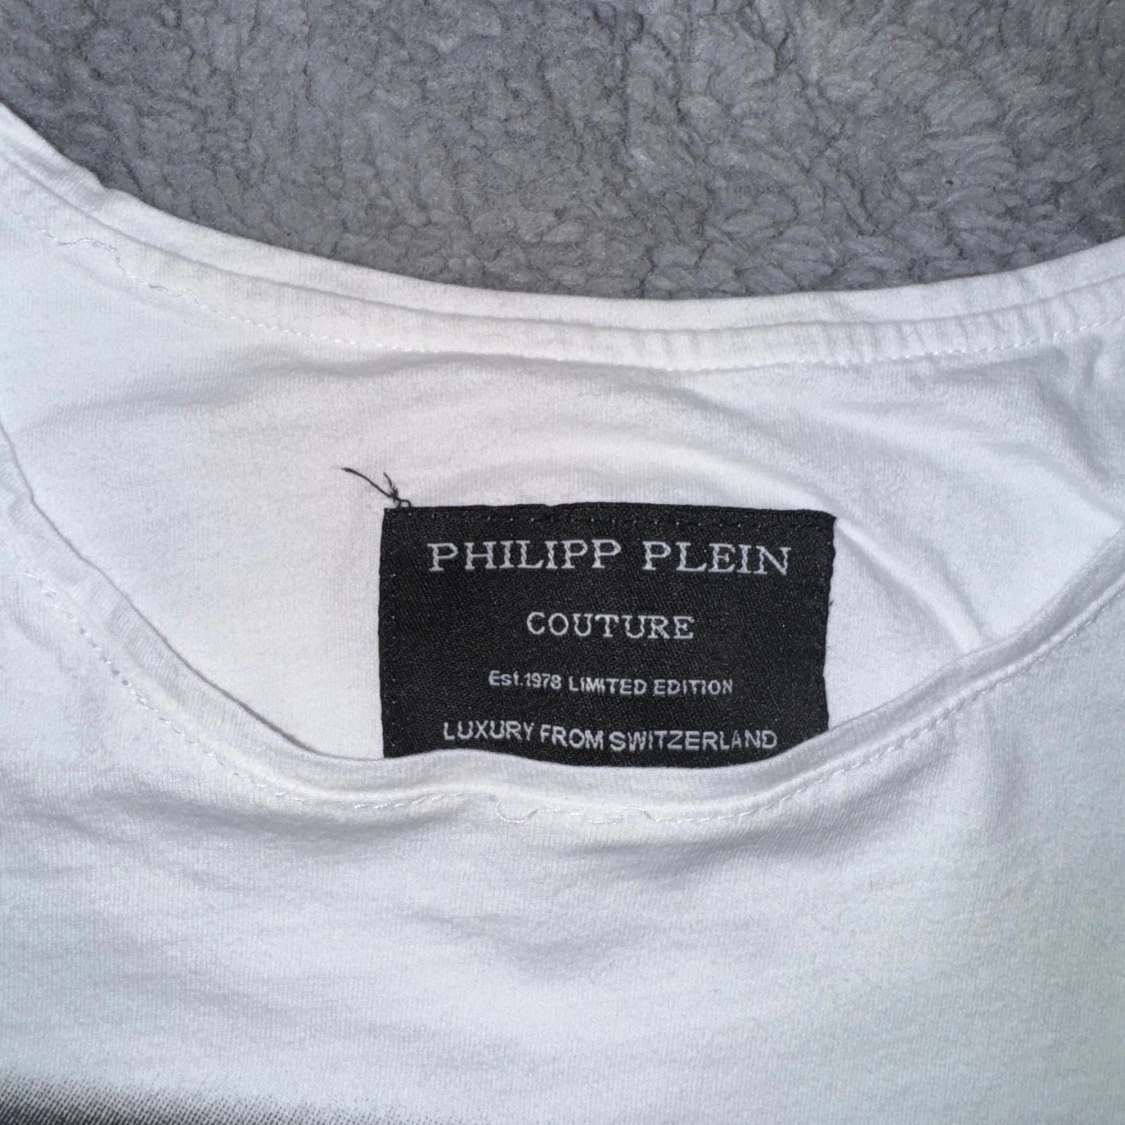 PHILIPP PLEIN
COUTURE
Est.1978 LIMITED EDITION
LUXURY FROM SWITZERLAND